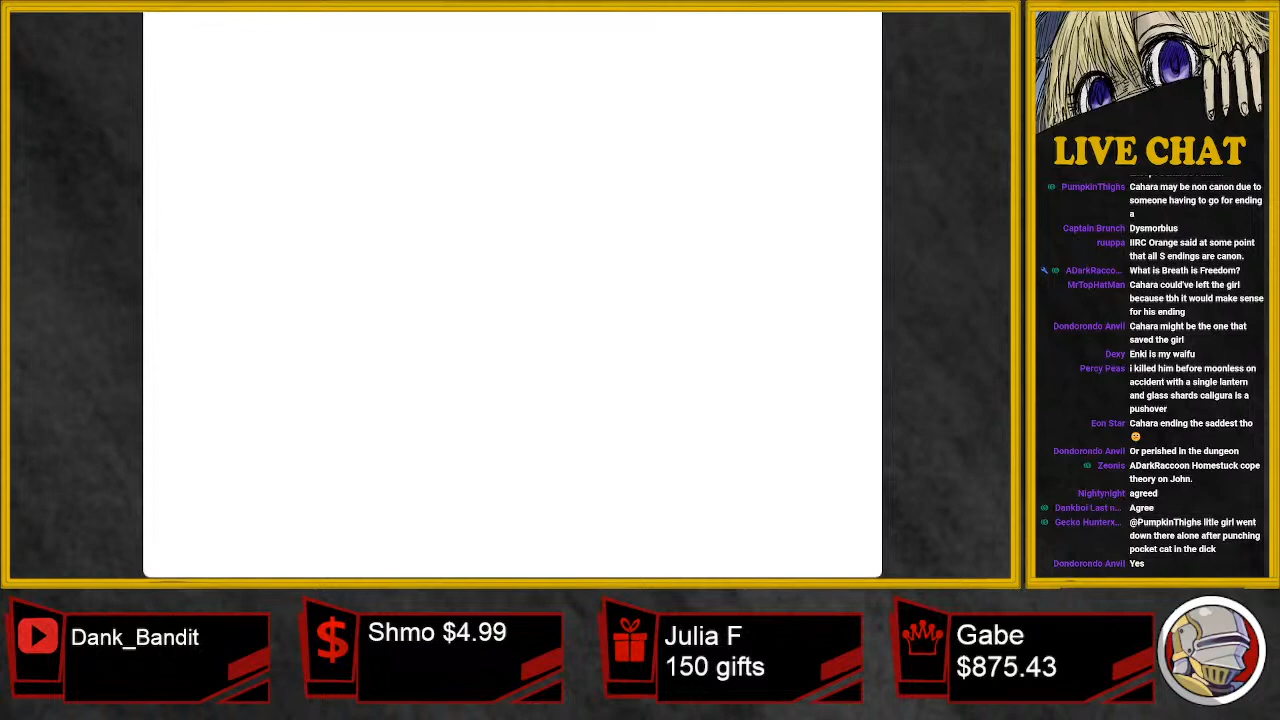 LIVE CHAT
PumpkinThighs Cahara may be non canon due to
someone having to go for ending
a
Captain Brunch Dysmorbius
ruuppa IIRC Orange said at some point
that all S endings are canon.
ADarkRacco... What is Breath is Freedom?
MrTopHatMan Cahara could've left the girl
because tbh it would make sense
for his ending
Dondorondo Anvil Cahara might be the one that
saved the girl
Dexy Enki is my waifu
Percy Peas i killed him before moonless on
accident with a single lantern
and glass shards caligura is a
pushover
Eon Star Cahara ending the saddest tho
Dondorondo Anvil Or perished in the dungeon
Zeonis ADarkRaccoon Homestuck cope
theory on John.
Nightynight agreed
Dankboi Last n... Agree
Gecko Hunterx... @PumpkinThighs litle girl went
down there alone after punching
pocket cat in the dick
Dondorondo Anvil Yes
Dank_Bandit
$ Shmo $4.99
Julia F
150 gifts
Gabe
$875.43